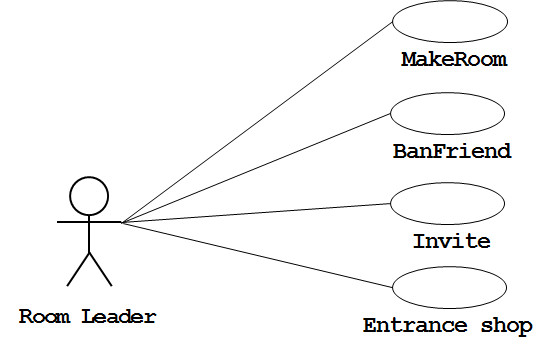 MakeRoom
BanFriend
Invite
Room Leader
Entrance shop